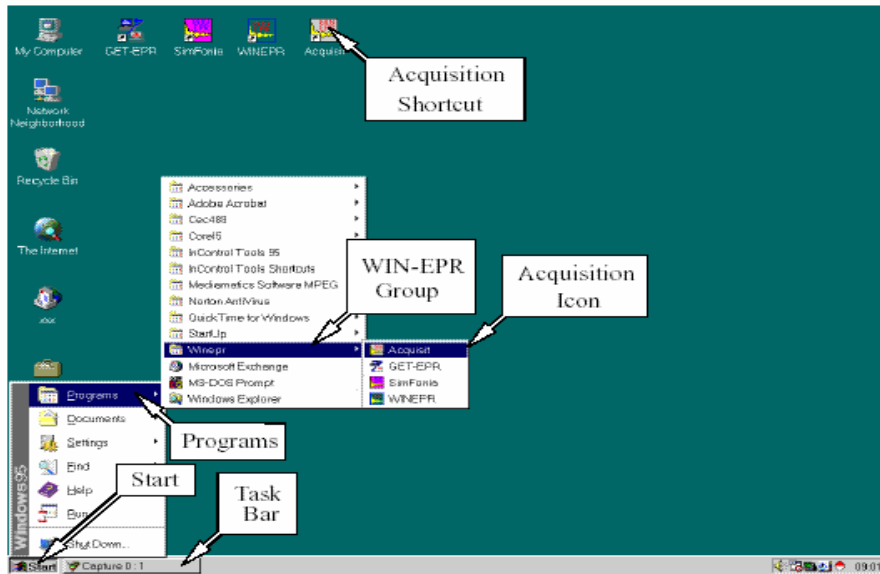 My Computer
GET-EPR
SimFonia
WINEPR
Acquisit
Acquisition
Shortcut
Network
Neighborhood
Recycle Bin
The Internet
Accessories
Adobe Acrobat
Cec488
Corel5
InControl Tools 95
InControl Tools Shortcuts
Mediamatics Software MPEG
Norton AntiVirus
QuickTime for Windows
StartUp
Winepr
Microsoft Exchange
MS-DOS Prompt
Windows Explorer
WIN-EPR
Group
Acquisition
Icon
Acquisit
GET-EPR
SimFonia
WINEPR
Windows95
Programs
Documents
Settings
Find
Help
Run...
Shut Down...
Programs
Start
Task
Bar
Start
Capture 0 : 1
09:01